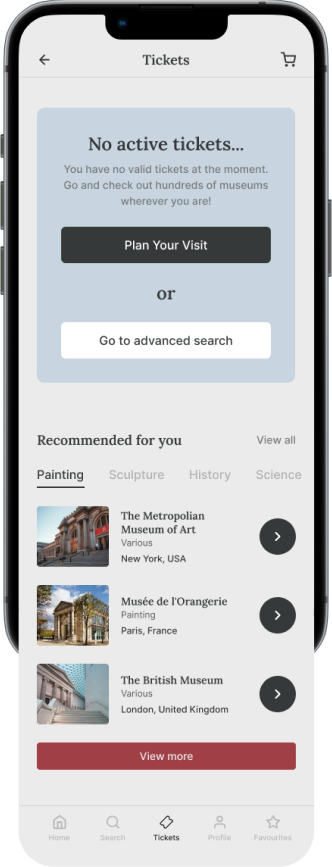 Tickets
No active tickets...
You have no valid tickets at the moment.
Go and check out hundreds of museums
wherever you are!
Plan Your Visit
or
Go to advanced search
Recommended for you View all
Painting Sculpture History Science
The Metropolian
Museum of Art
Various
New York, USA
Musée de l'Orangerie
Painting
Paris, France
The British Museum
Various
London, United Kingdom
View more
Home Search Tickets Profile Favourites